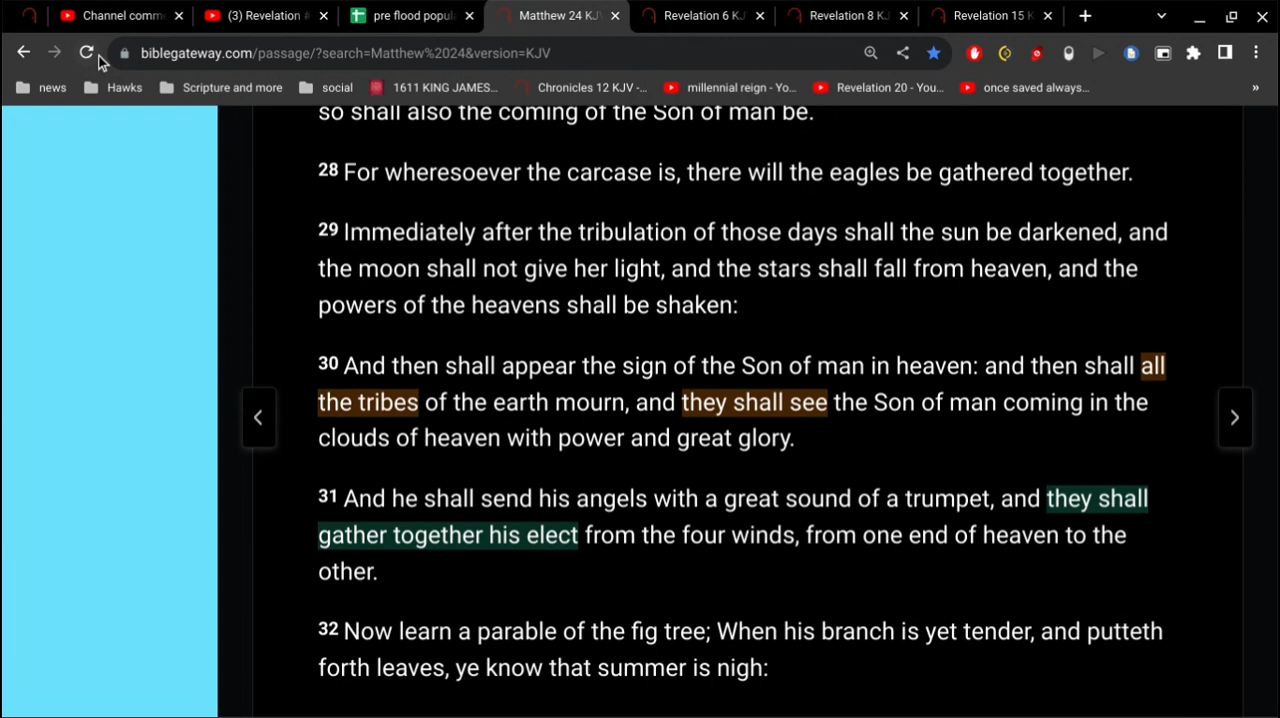 Channel comm
(3) Revelation
pre flood popul
Matthew 24 KJ
Revelation 6 KJ
Revelation 8 KJ
Revelation 15 K
biblegateway.com/passage/?search=Matthew%2024&version=KJV
news
Hawks
Scripture and more
social
1611 KING JAMES...
Chronicles 12 KJV -...
millennial reign - Yo...
Revelation 20 - You...
once saved always...
»
so shall also the coming of the Son of man be.
28 For wheresoever the carcase is, there will the eagles be gathered together.
29 Immediately after the tribulation of those days shall the sun be darkened, and
the moon shall not give her light, and the stars shall fall from heaven, and the
powers of the heavens shall be shaken:
30 And then shall appear the sign of the Son of man in heaven: and then shall all
the tribes of the earth mourn, and they shall see the Son of man coming in the
clouds of heaven with power and great glory.
31 And he shall send his angels with a great sound of a trumpet, and they shall
gather together his elect from the four winds, from one end of heaven to the
other.
32 Now learn a parable of the fig tree; When his branch is yet tender, and putteth
forth leaves, ye know that summer is nigh: